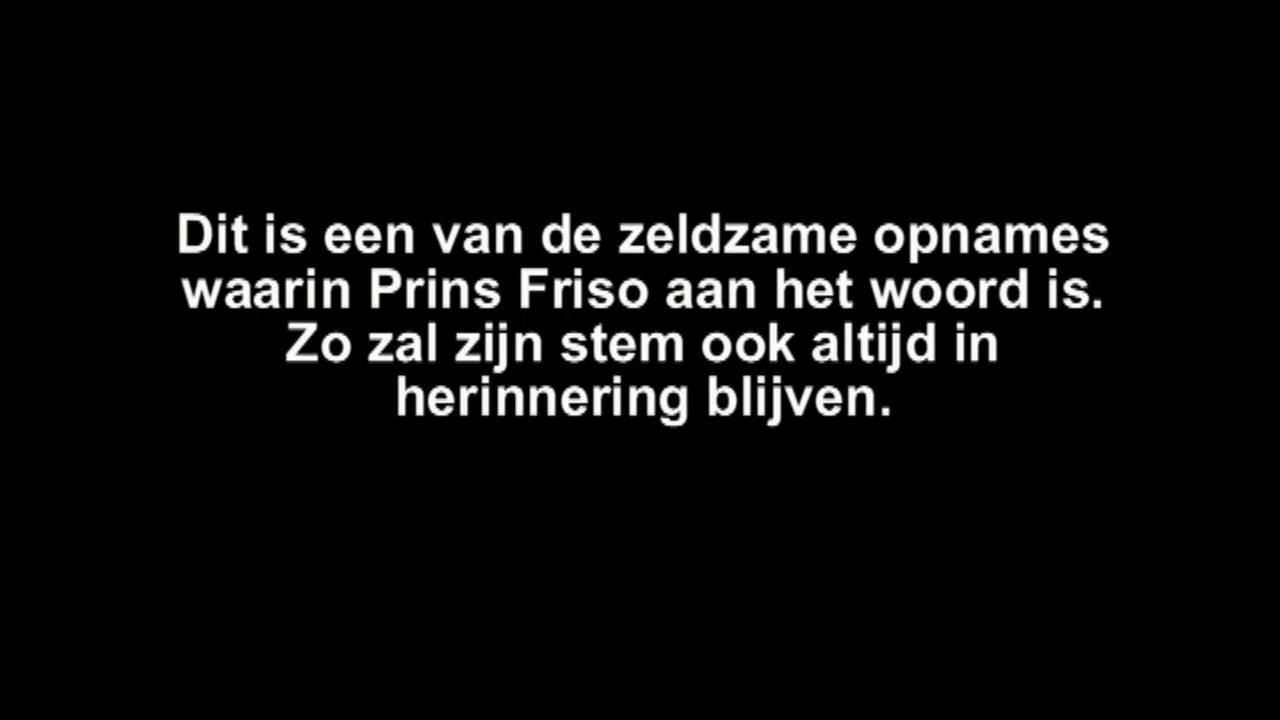 Dit is een van de zeldzame opnames
waarin Prins Friso aan het woord is.
Zo zal zijn stem ook altijd in
herinnering blijven.